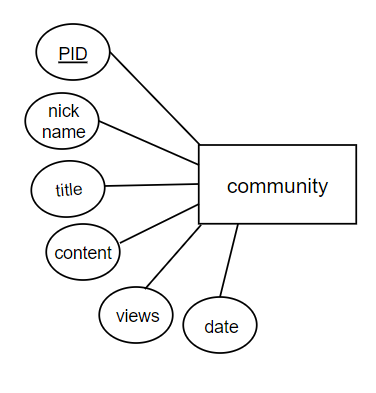 PID
nick
name
title
community
content
views
date